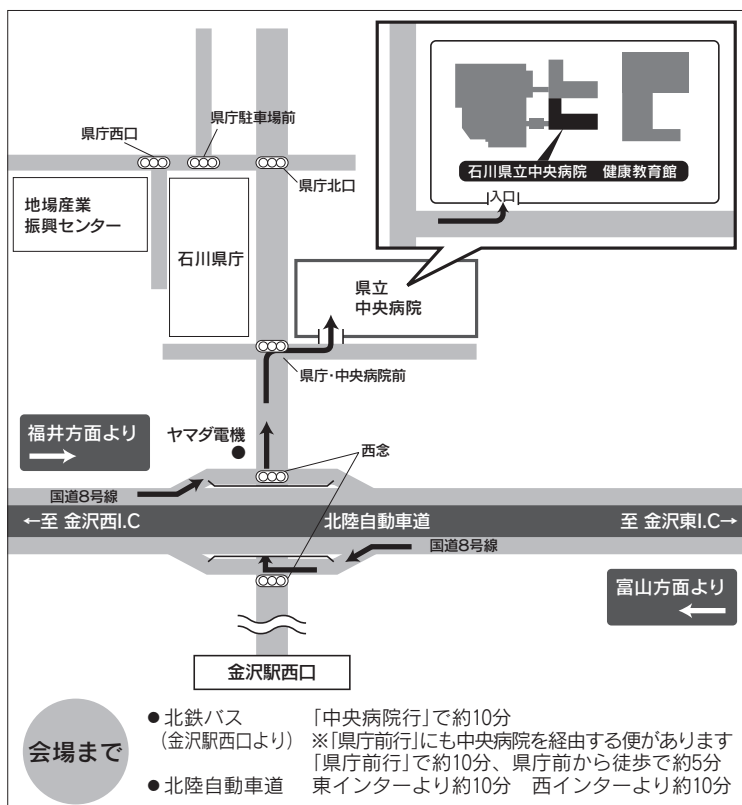 県庁駐車場前
県庁西口
県庁北口
石川県立中央病院　健康教育館
入口
地場産業
振興センター
石川県庁
県立
中央病院
県庁・中央病院前
福井方面より
ヤマダ電機
西念
国道8号線
←至 金沢西I.C
北陸自動車道
至 金沢東I.C→
国道8号線
富山方面より
金沢駅西口
会場まで
●北鉄バス　「中央病院行」で約10分
(金沢駅西口より)　※「県庁前行」にも中央病院を経由する便があります
「県庁前行」で約10分、県庁前から徒歩で約5分
●北陸自動車道　東インターより約10分　西インターより約10分